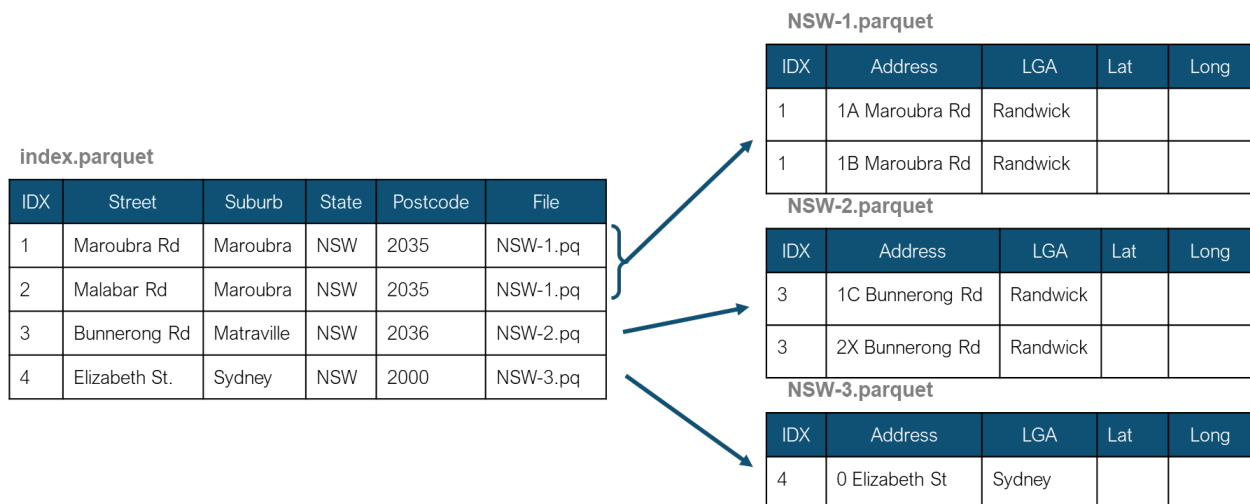 index.parquet
IDX Street Suburb State Postcode File
1 Maroubra Rd Maroubra NSW 2035 NSW-1.pq
2 Malabar Rd Maroubra NSW 2035 NSW-1.pq
3 Bunnerong Rd Matraville NSW 2036 NSW-2.pq
4 Elizabeth St. Sydney NSW 2000 NSW-3.pq
NSW-1.parquet
IDX Address LGA Lat Long
1 1A Maroubra Rd Randwick
1 1B Maroubra Rd Randwick
NSW-2.parquet
IDX Address LGA Lat Long
3 1C Bunnerong Rd Randwick
3 2X Bunnerong Rd Randwick
NSW-3.parquet
IDX Address LGA Lat Long
4 0 Elizabeth St Sydney